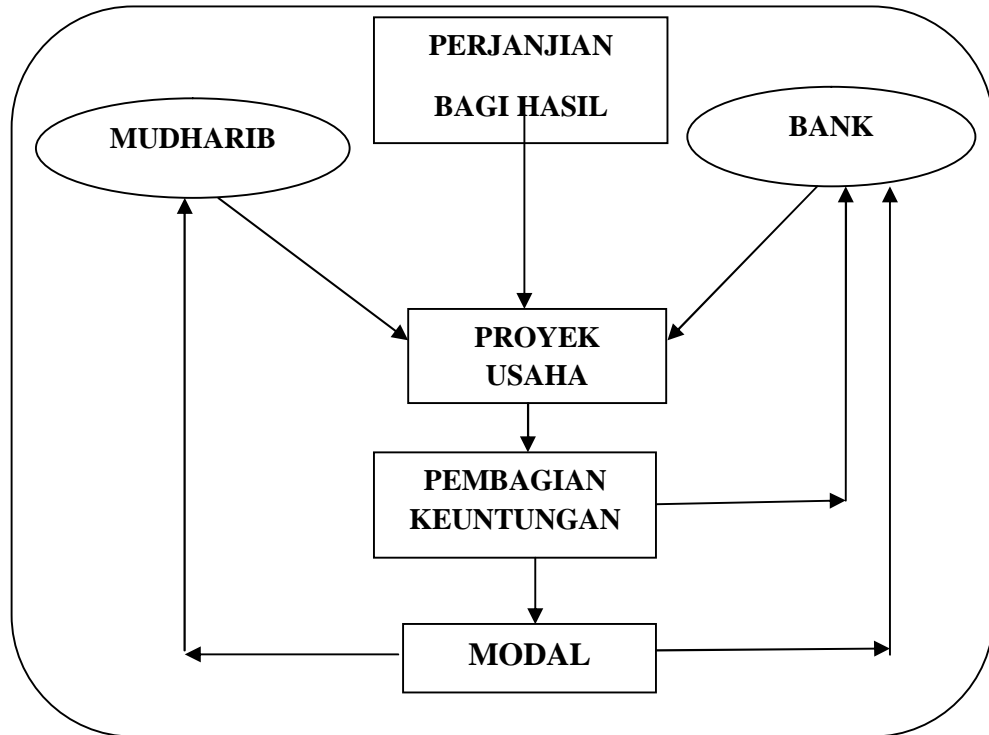 PERJANJIAN
BAGI HASIL
MUDHARIB
BANK
PROYEK
USAHA
PEMBAGIAN
KEUNTUNGAN
MODAL